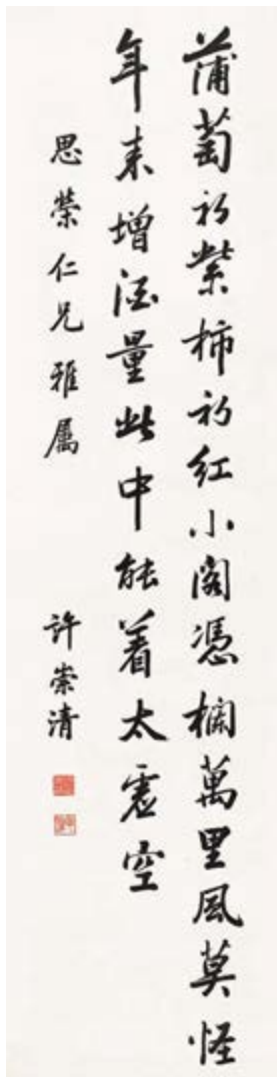 蒲萄初紫柿初紅小閣憑欄萬里風莫怪
年来增酒量此中能着太虛空
思榮仁兄雅屬
許崇清